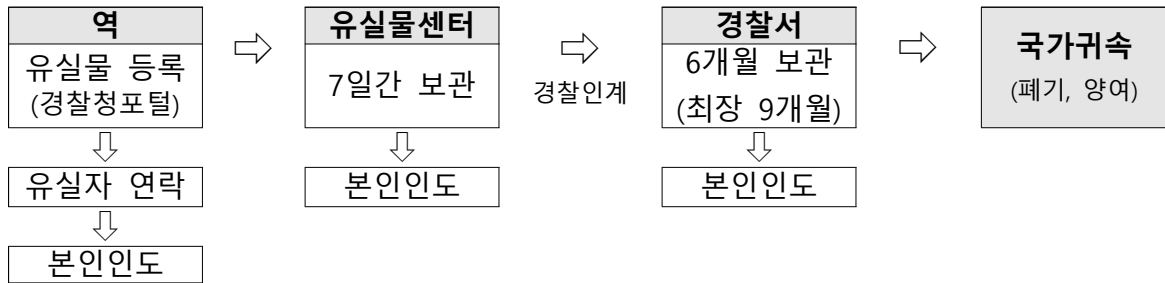 역
유실물 등록
(경찰청포털)
유실자 연락
본인인도
유실물센터
7일간 보관
본인인도
경찰인계
경찰서
6개월 보관
(최장 9개월)
본인인도
국가귀속
(폐기, 양여)